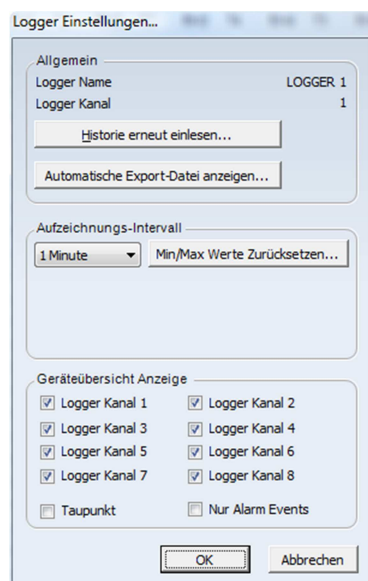 Logger Einstellungen...
Allgemein
Logger Name LOGGER 1
Logger Kanal 1
Historie erneut einlesen...
Automatische Export-Datei anzeigen...
Aufzeichnungs-Intervall
1 Minute Min/Max Werte Zurücksetzen...
Geräteübersicht Anzeige
Logger Kanal 1 Logger Kanal 2
Logger Kanal 3 Logger Kanal 4
Logger Kanal 5 Logger Kanal 6
Logger Kanal 7 Logger Kanal 8
Taupunkt Nur Alarm Events
OK Abbrechen